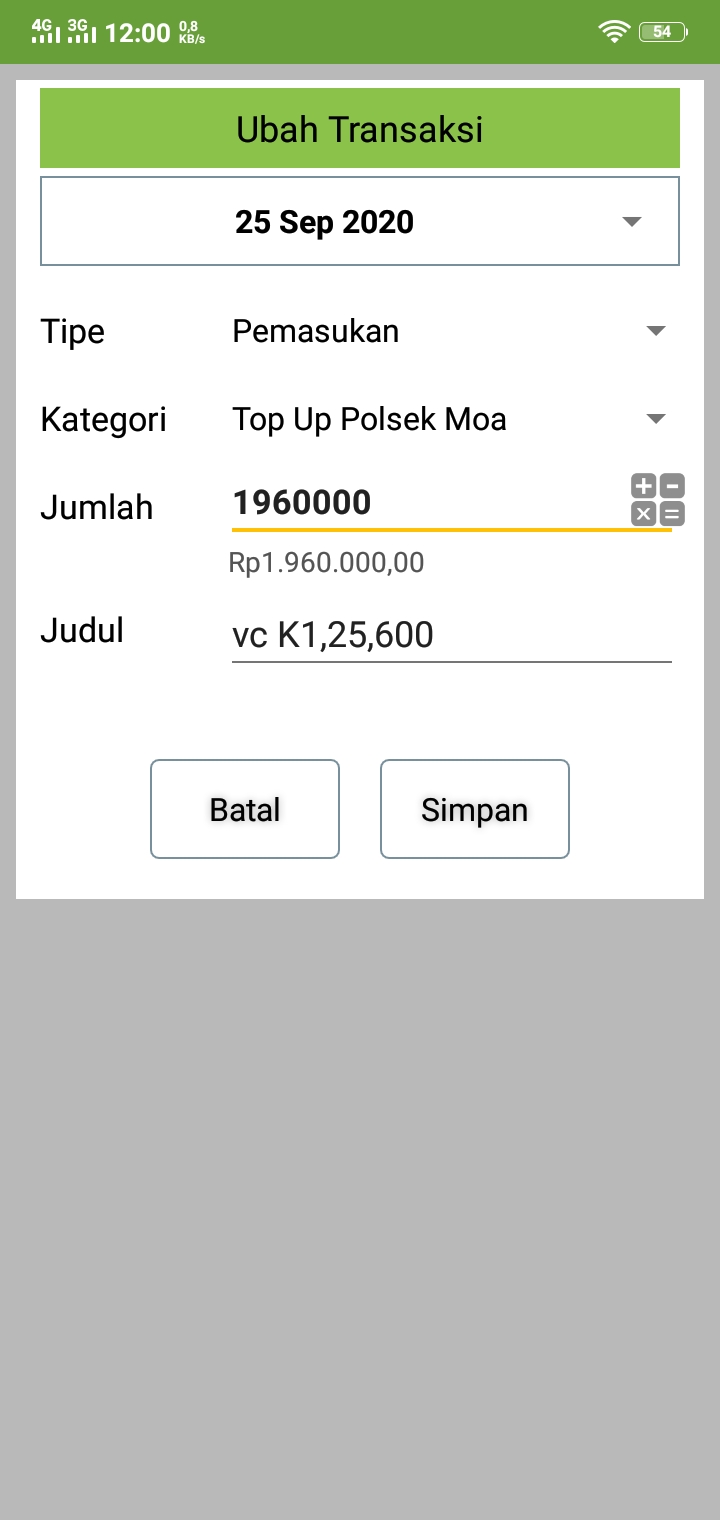 4G 3G 12:00 0,8 KB/s 54
Ubah Transaksi
25 Sep 2020
Tipe Pemasukan
Kategori Top Up Polsek Moa
Jumlah 1960000
Rp1.960.000,00
Judul vc K1,25,600
Batal Simpan